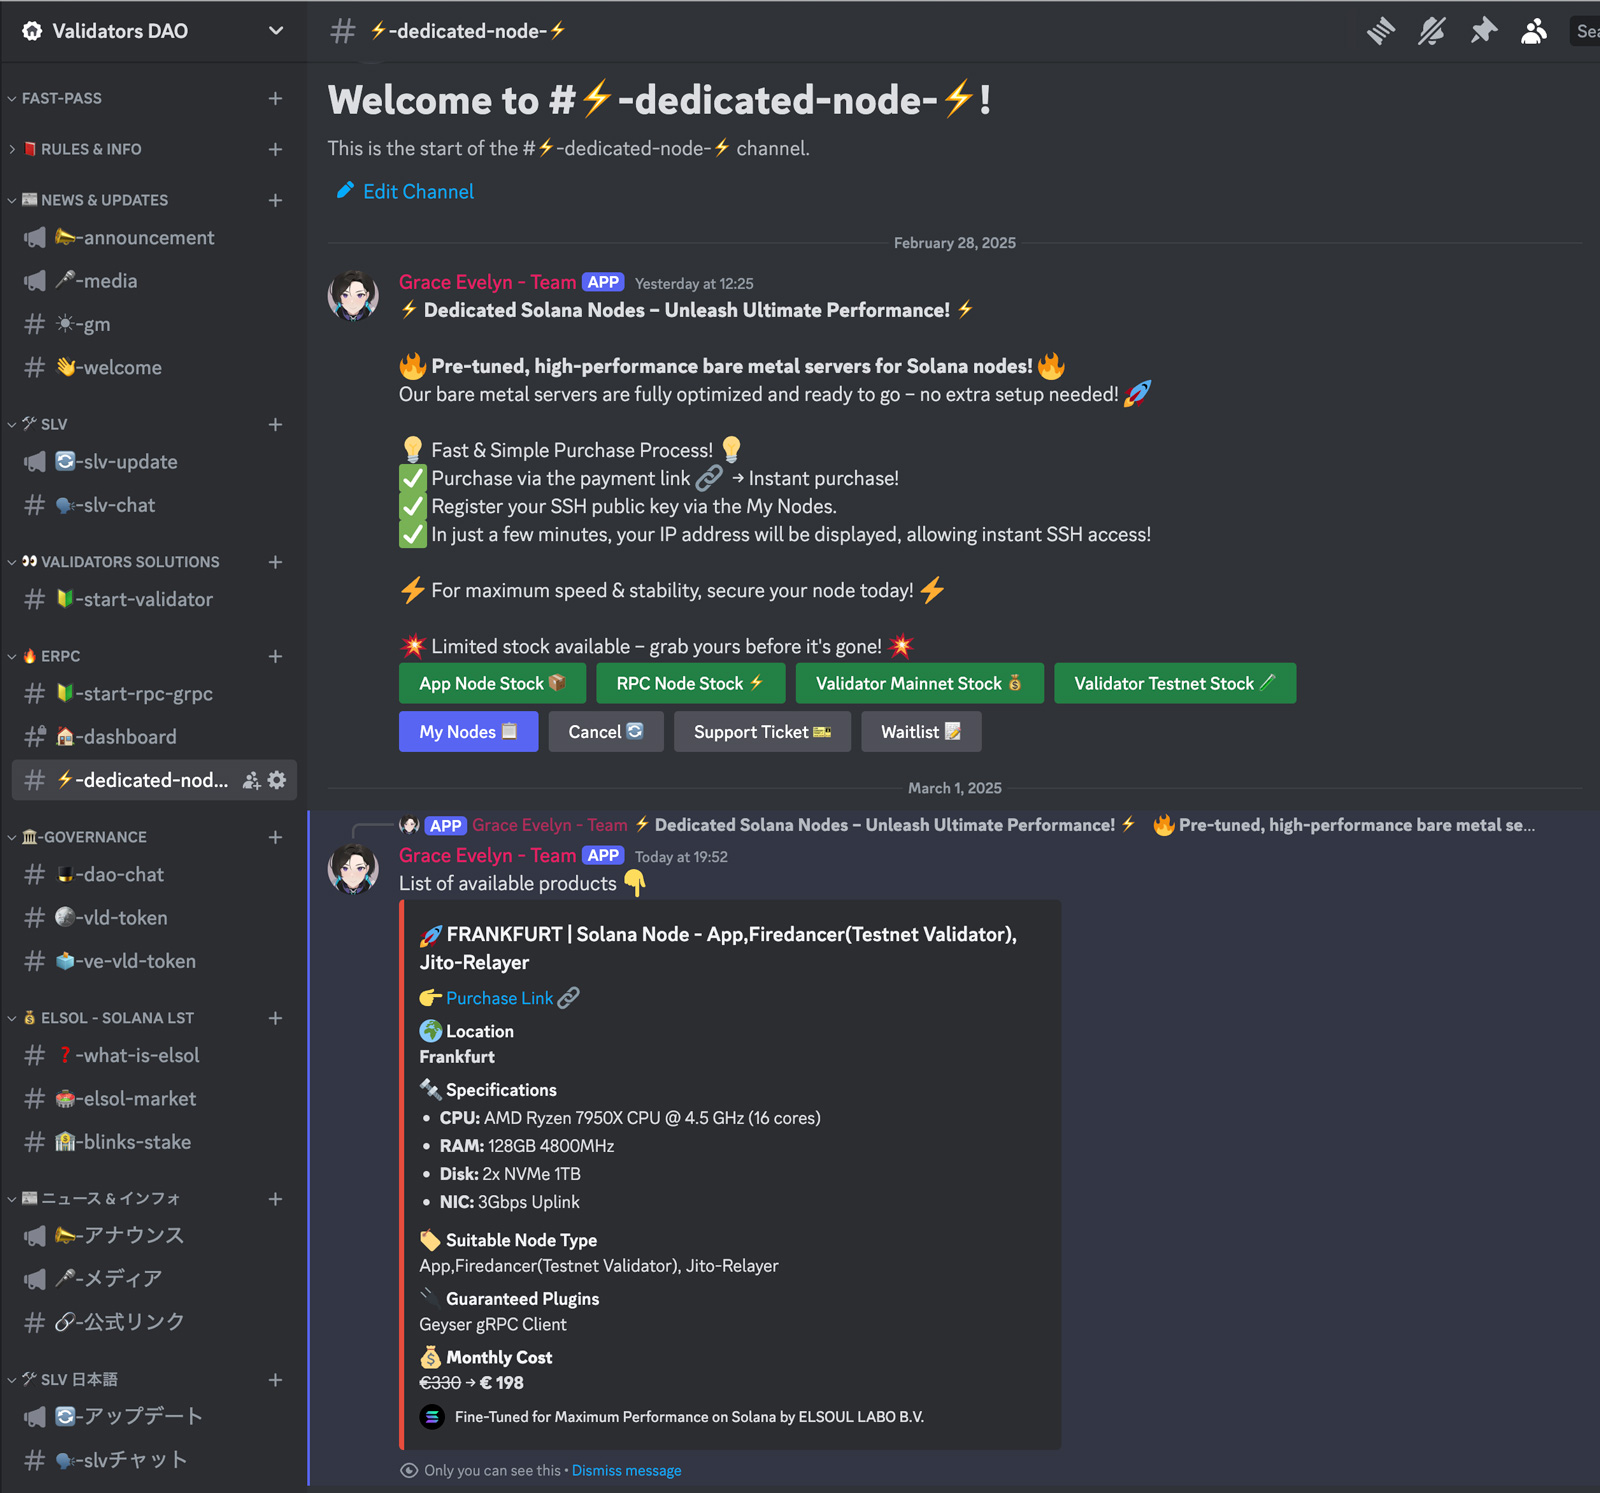 Validators DAO
FAST-PASS
RULES & INFO
NEWS & UPDATES
-announcement
-media
-gm
-welcome
SLV
-slv-update
-slv-chat
VALIDATORS SOLUTIONS
-start-validator
ERPC
-start-rpc-grpc
-dashboard
⚡-dedicated-nod...
-GOVERNANCE
-dao-chat
-vld-token
-ve-vld-token
ELSOL - SOLANA LST
❓-what-is-elsol
-elsol-market
-blinks-stake
ニュース & インフォ
-アナウンス
-メディア
-公式リンク
SLV 日本語
-アップデート
-slvチャット
# ⚡-dedicated-node-⚡
Welcome to #⚡-dedicated-node-⚡!
This is the start of the #⚡-dedicated-node-⚡ channel.
Edit Channel
February 28, 2025
Grace Evelyn - Team APP Yesterday at 12:25
⚡ Dedicated Solana Nodes – Unleash Ultimate Performance! ⚡
🔥 Pre-tuned, high-performance bare metal servers for Solana nodes! 🔥
Our bare metal servers are fully optimized and ready to go – no extra setup needed! 🚀
💡 Fast & Simple Purchase Process! 💡
✅ Purchase via the payment link 🔗 → Instant purchase!
✅ Register your SSH public key via the My Nodes.
✅ In just a few minutes, your IP address will be displayed, allowing instant SSH access!
⚡ For maximum speed & stability, secure your node today! ⚡
💥 Limited stock available – grab yours before it's gone! 💥
App Node Stock 📦 RPC Node Stock ⚡ Validator Mainnet Stock 💰 Validator Testnet Stock 🧪
My Nodes 📋 Cancel 🔄 Support Ticket 🎫 Waitlist 📝
March 1, 2025
APP Grace Evelyn - Team ⚡ Dedicated Solana Nodes – Unleash Ultimate Performance! ⚡ 🔥 Pre-tuned, high-performance bare metal se...
Grace Evelyn - Team APP Today at 19:52
List of available products 👇
🚀 FRANKFURT | Solana Node - App,Firedancer(Testnet Validator),
Jito-Relayer
👉 Purchase Link 🔗
🌍 Location
Frankfurt
🔩 Specifications
• CPU: AMD Ryzen 7950X CPU @ 4.5 GHz (16 cores)
• RAM: 128GB 4800MHz
• Disk: 2x NVMe 1TB
• NIC: 3Gbps Uplink
🏷️ Suitable Node Type
App,Firedancer(Testnet Validator), Jito-Relayer
🔌 Guaranteed Plugins
Geyser gRPC Client
💰 Monthly Cost
€330 → € 198
Fine-Tuned for Maximum Performance on Solana by ELSOUL LABO B.V.
Only you can see this • Dismiss message